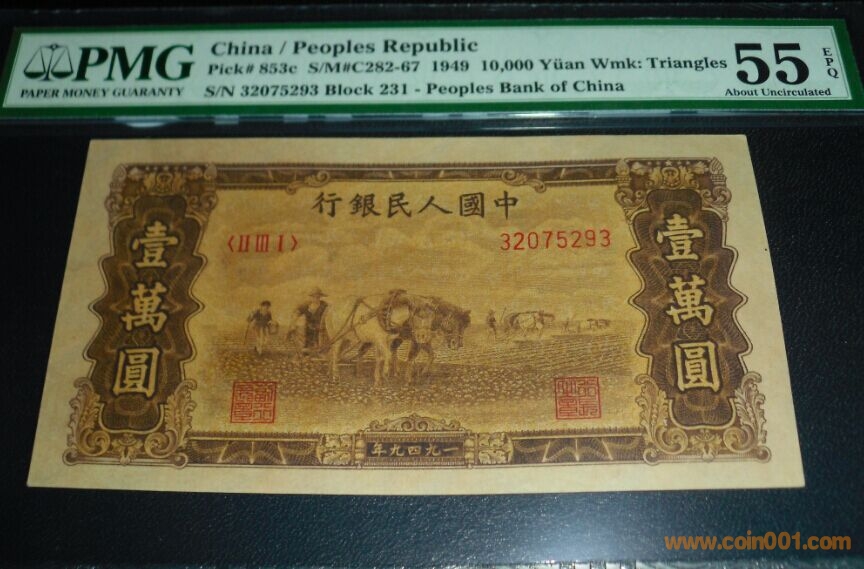 PMG
PAPER MONEY GUARANTY
China / Peoples Republic
Pick# 853c S/M#C282-67 1949 10,000 Yüan Wmk: Triangles
S/N 32075293 Block 231 - Peoples Bank of China
55
About Uncirculated
EPQ
行銀民人國中
〈II III I〉
32075293
壹萬圓
壹萬圓
年九四九一
www.coin001.com